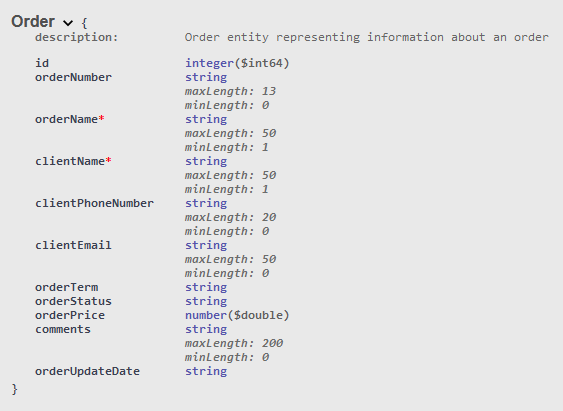 Order {
description: Order entity representing information about an order
id integer($int64)
orderNumber string
maxLength: 13
minLength: 0
orderName* string
maxLength: 50
minLength: 1
clientName* string
maxLength: 50
minLength: 1
clientPhoneNumber string
maxLength: 20
minLength: 0
clientEmail string
maxLength: 50
minLength: 0
orderTerm string
orderStatus string
orderPrice number($double)
comments string
maxLength: 200
minLength: 0
orderUpdateDate string
}